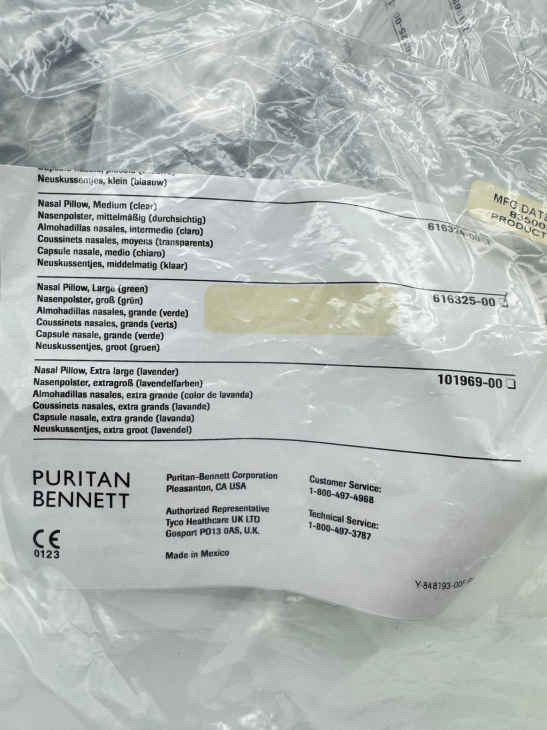 Neuskussentjes, klein (blaauw)
Nasal Pillow, Medium (clear)
Nasenpolster, mittelmäßig (durchsichtig)
Almohadillas nasales, intermedio (claro)
Coussinets nasales, moyens (transparents)
Capsule nasale, medio (chiaro)
Neuskussentjes, middelmatig (klaar)
616324-00
MFG DATE
PRODUCT
Nasal Pillow, Large (green)
Nasenpolster, groß (grün)
Almohadillas nasales, grande (verde)
Coussinets nasales, grands (verts)
Capsule nasale, grande (verde)
Neuskussentjes, groot (groen)
616325-00
Nasal Pillow, Extra large (lavender)
Nasenpolster, extragroß (lavendelfarben)
Almohadillas nasales, extra grande (color de lavanda)
Coussinets nasales, extra grands (lavande)
Capsule nasale, extra grande (lavanda)
Neuskussentjes, extra groot (lavendel)
101969-00
PURITAN
BENNETT
CE
0123
Puritan-Bennett Corporation
Pleasanton, CA USA
Authorized Representative
Tyco Healthcare UK LTD
Gosport PO13 0AS, U.K.
Made in Mexico
Customer Service:
1-800-497-4968
Technical Service:
1-800-497-3787